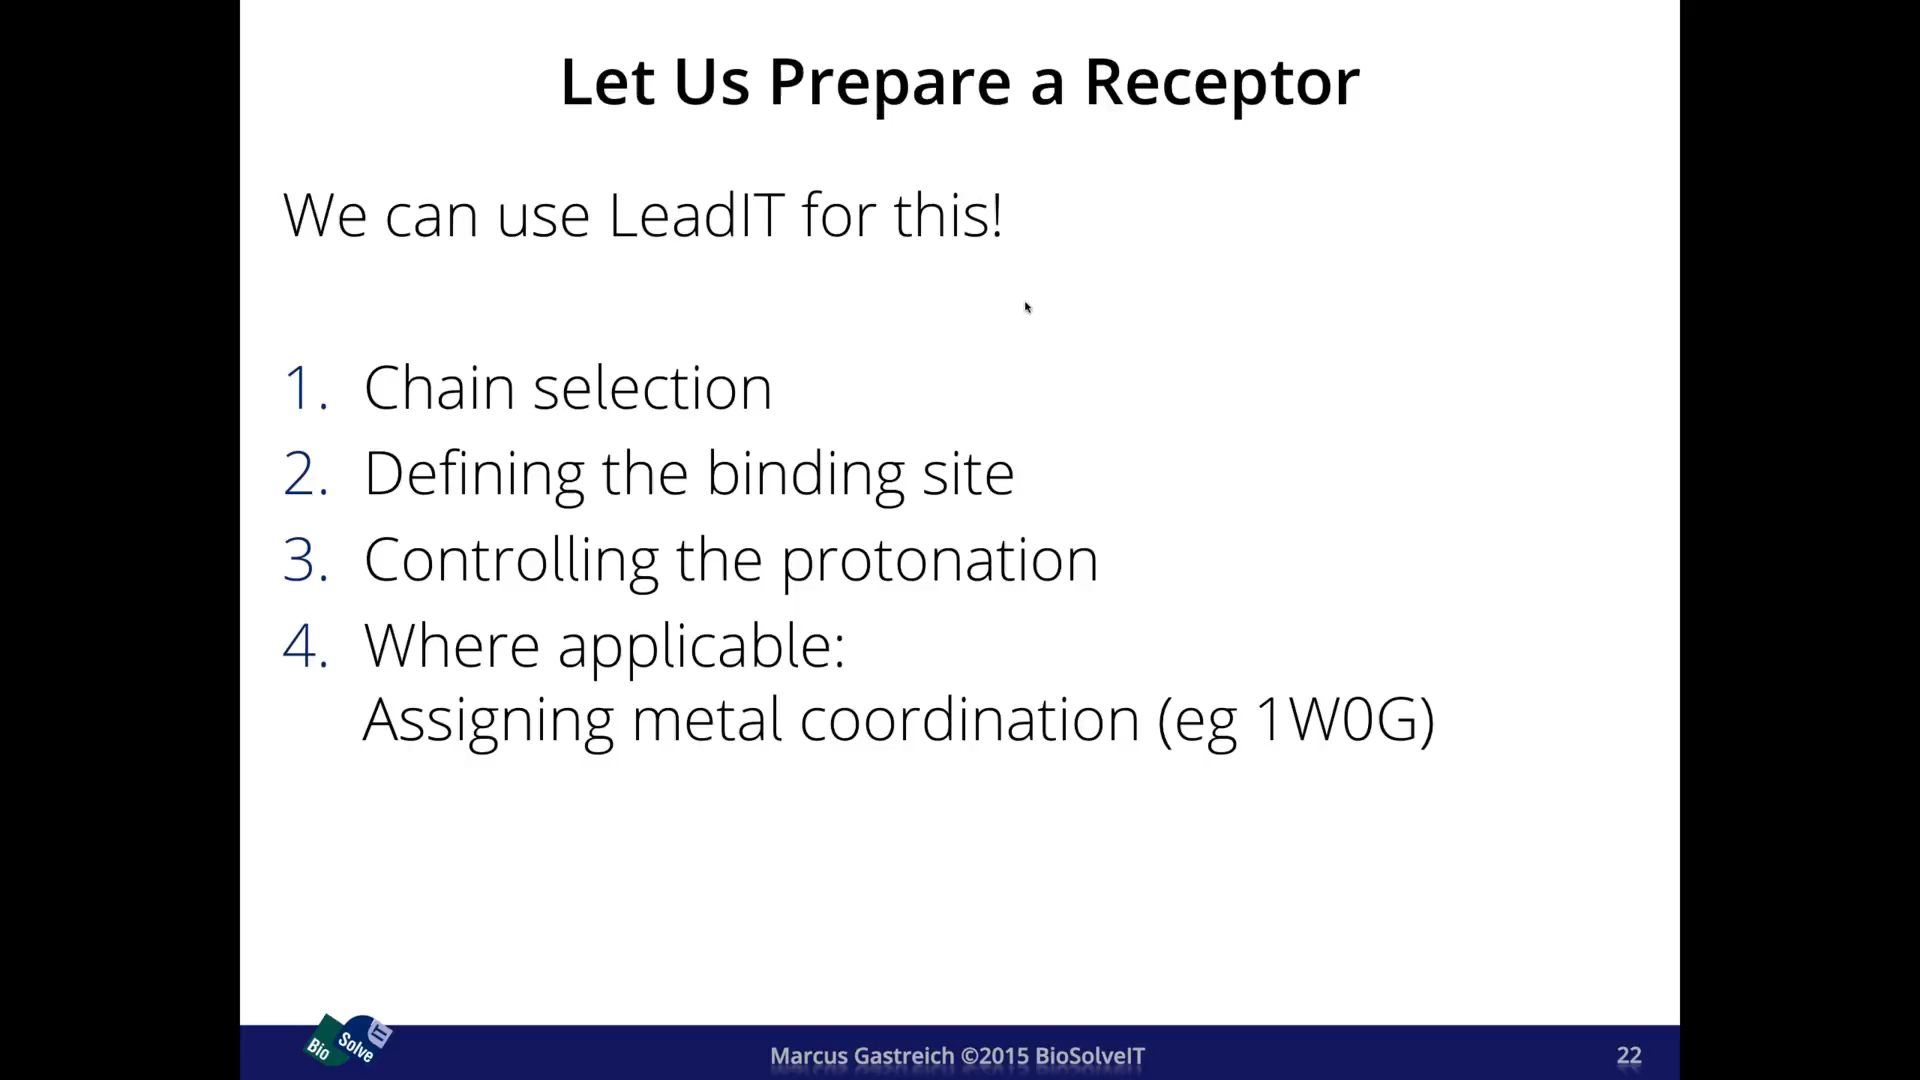 Let Us Prepare a Receptor
We can use LeadIT for this!
1. Chain selection
2. Defining the binding site
3. Controlling the protonation
4. Where applicable:
Assigning metal coordination (eg 1W0G)
Bio Solve IT
Marcus Gastreich ©2015 BioSolveIT
22